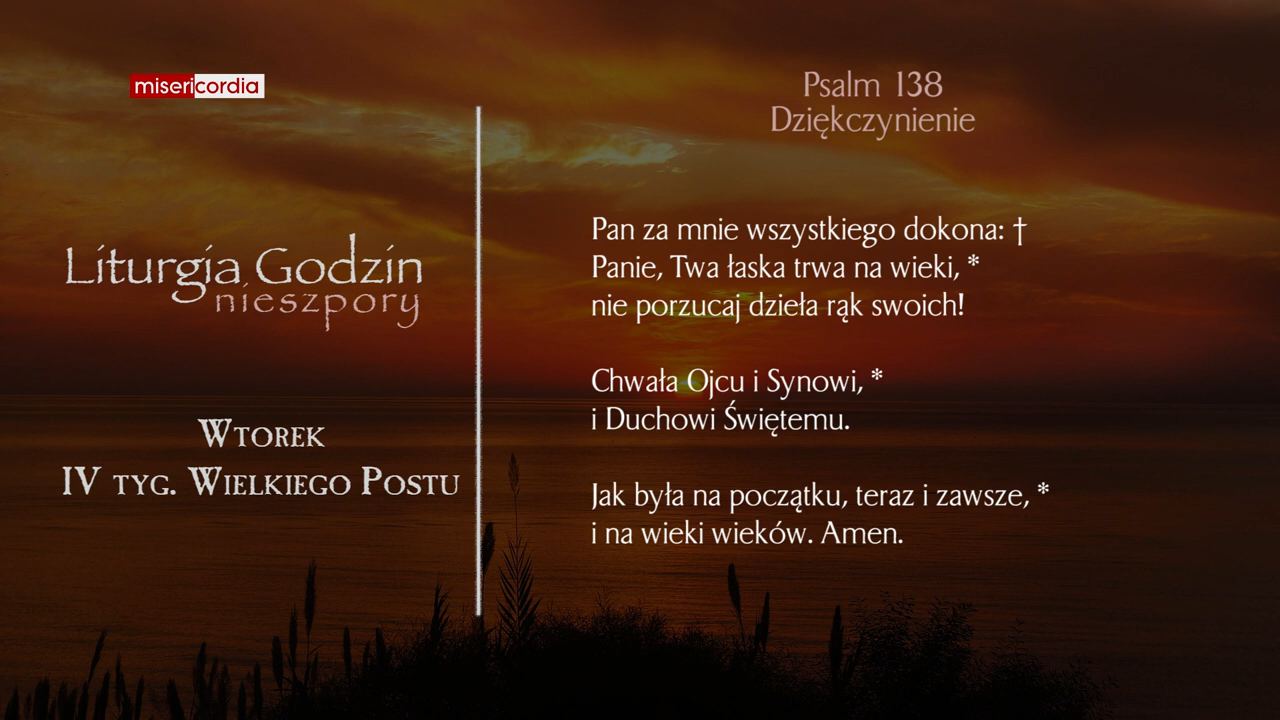 misericordia
Liturgia Godzin
nieszpory
Wtorek
IV tyg. Wielkiego Postu
Psalm 138
Dziękczynienie
Pan za mnie wszystkiego dokona: †
Panie, Twa łaska trwa na wieki, *
nie porzucaj dzieła rąk swoich!
Chwała Ojcu i Synowi, *
i Duchowi Świętemu.
Jak była na początku, teraz i zawsze, *
i na wieki wieków. Amen.